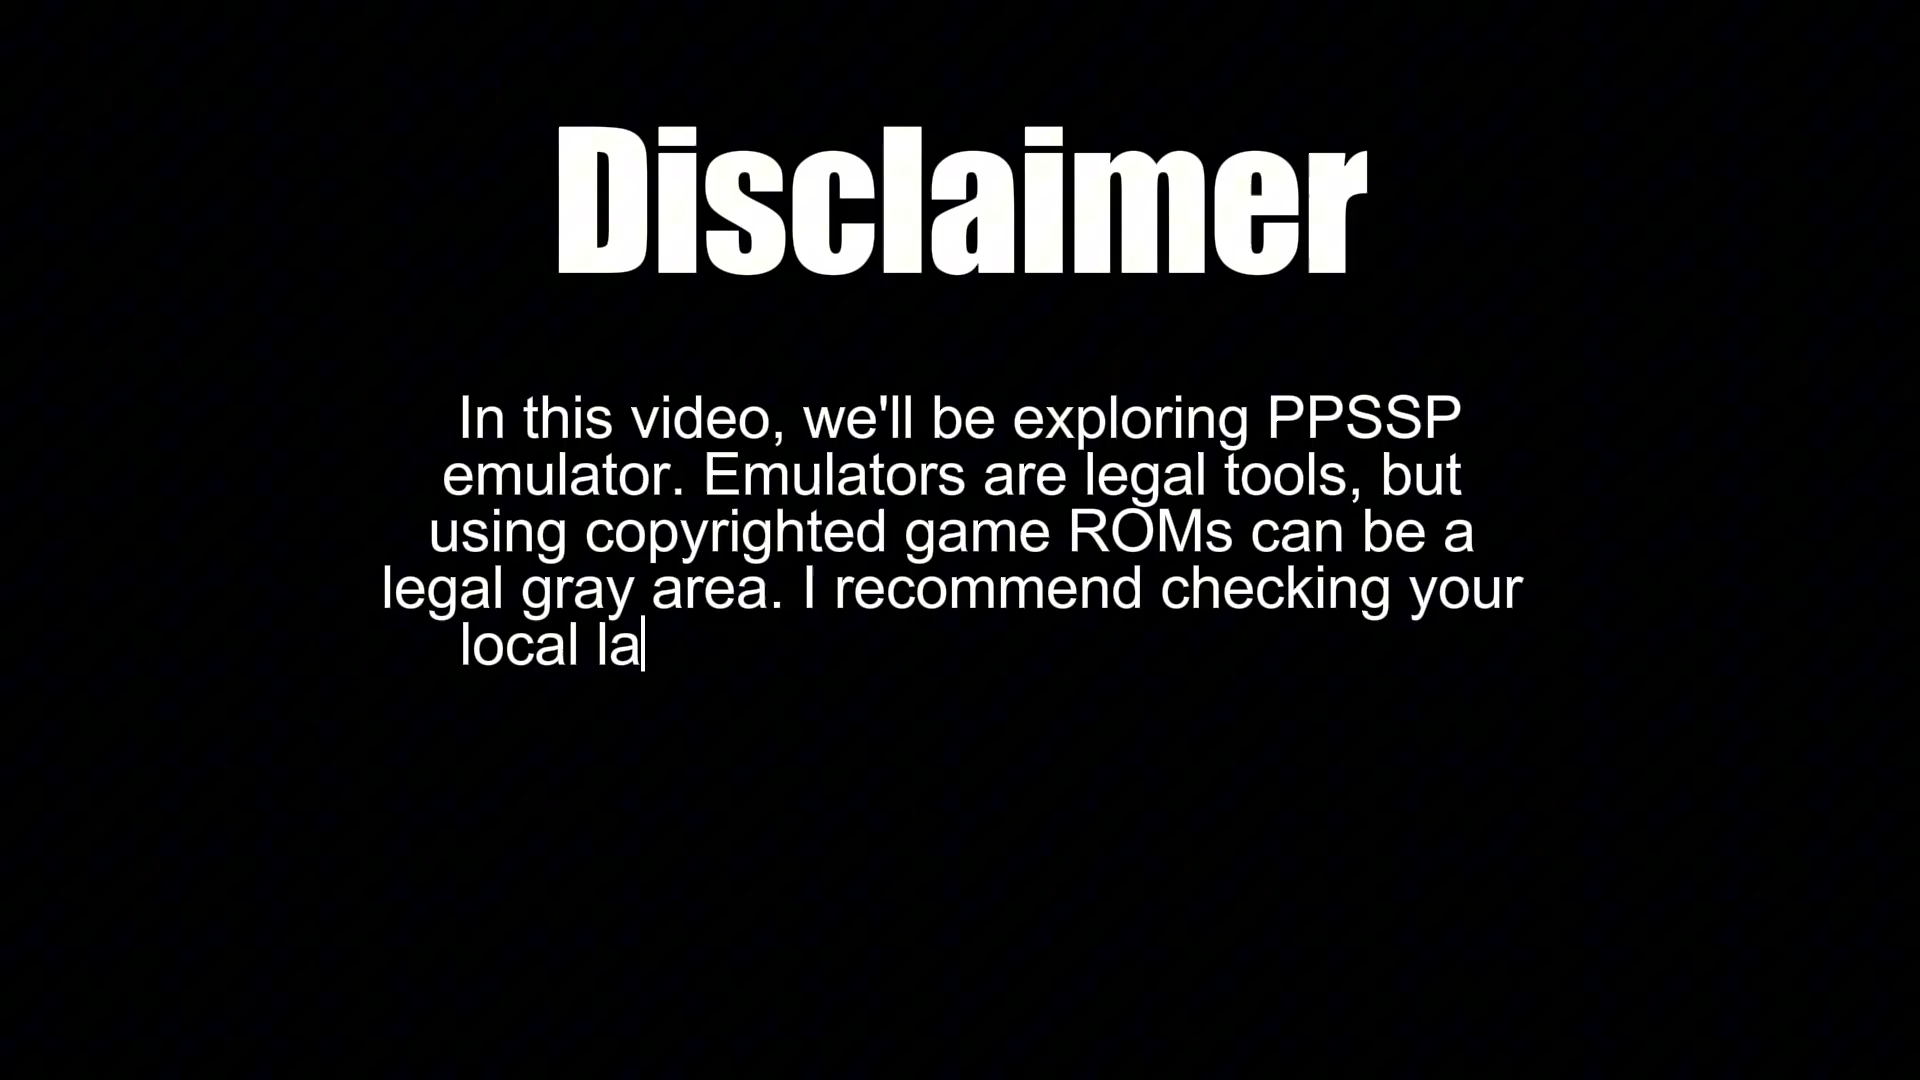 Disclaimer
In this video, we'll be exploring PPSSP
emulator. Emulators are legal tools, but
using copyrighted game ROMs can be a
legal gray area. I recommend checking your
local la